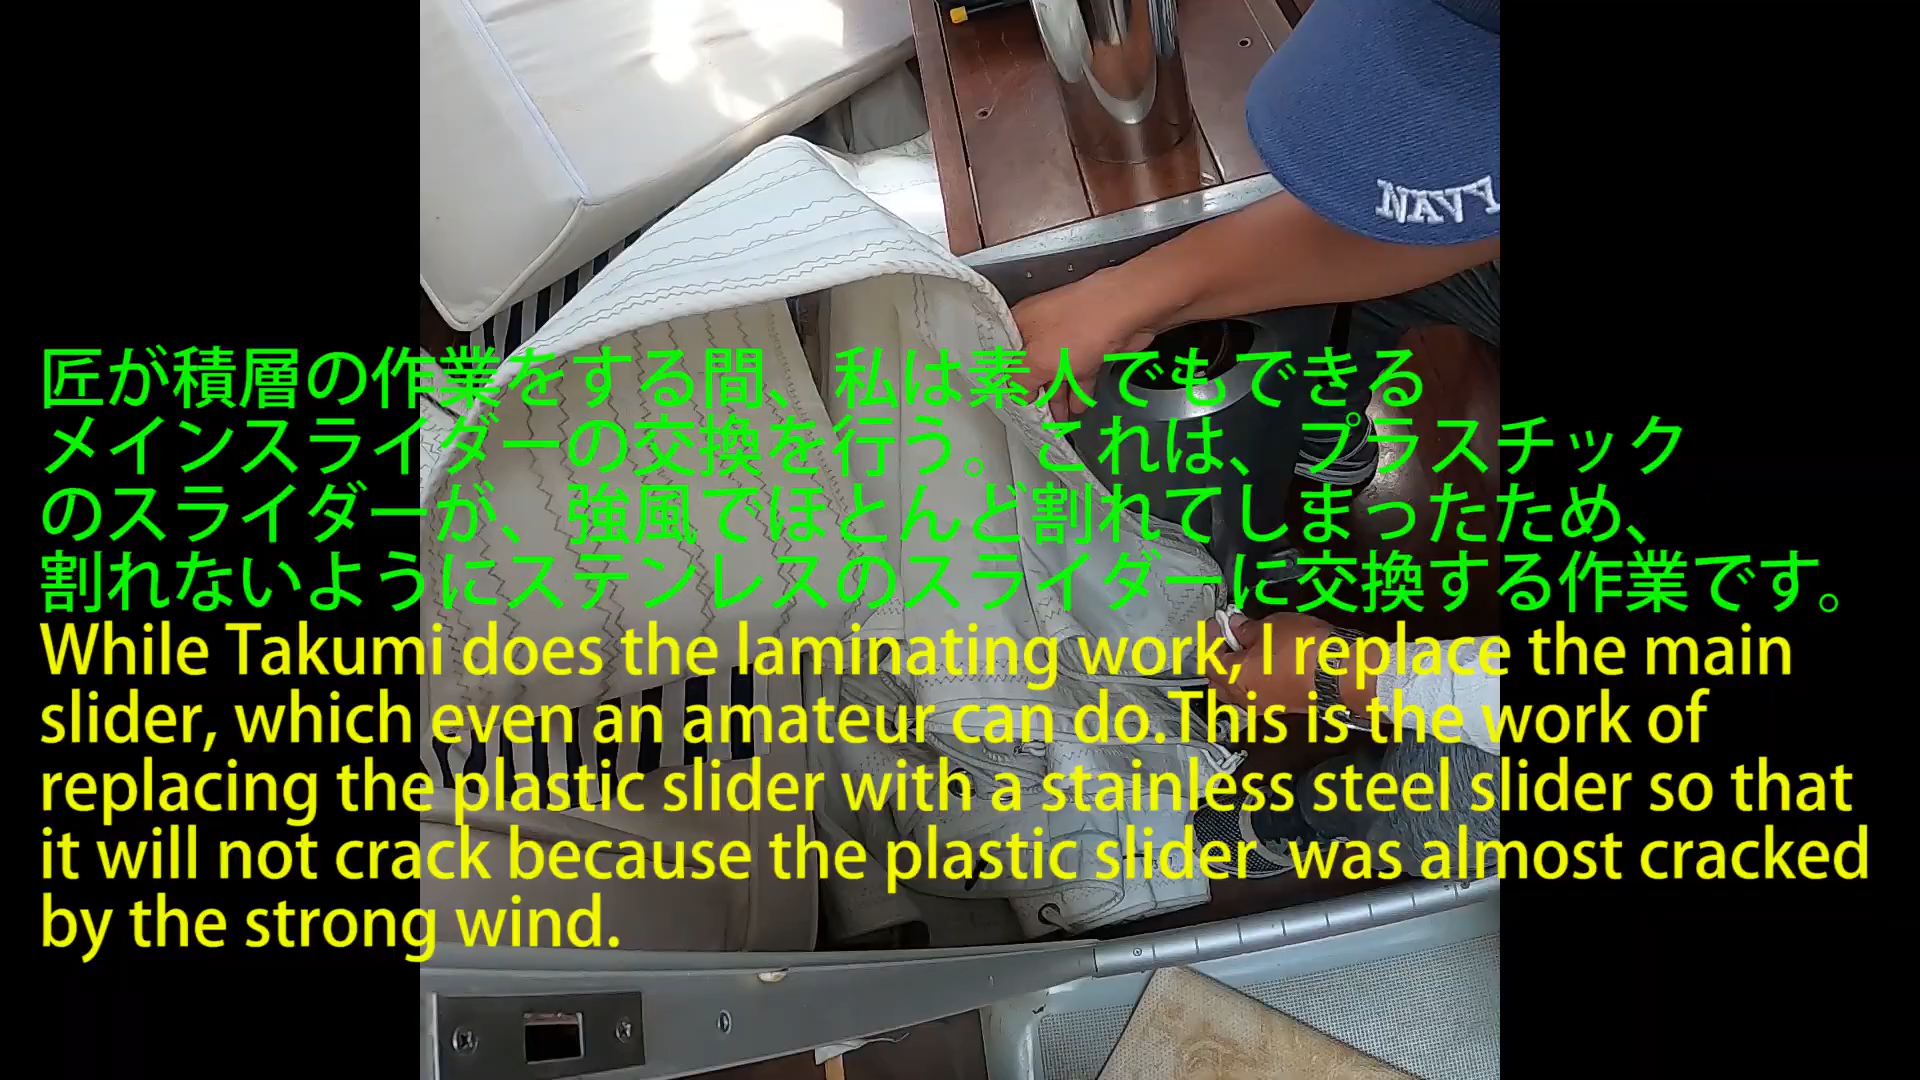 NAVY
匠が積層の作業をする間、私は素人でもできる
メインスライダーの交換を行う。これは、プラスチック
のスライダーが、強風でほとんど割れてしまったため、
割れないようにステンレスのスライダーに交換する作業です。
While Takumi does the laminating work, I replace the main
slider, which even an amateur can do.This is the work of
replacing the plastic slider with a stainless steel slider so that
it will not crack because the plastic slider was almost cracked
by the strong wind.